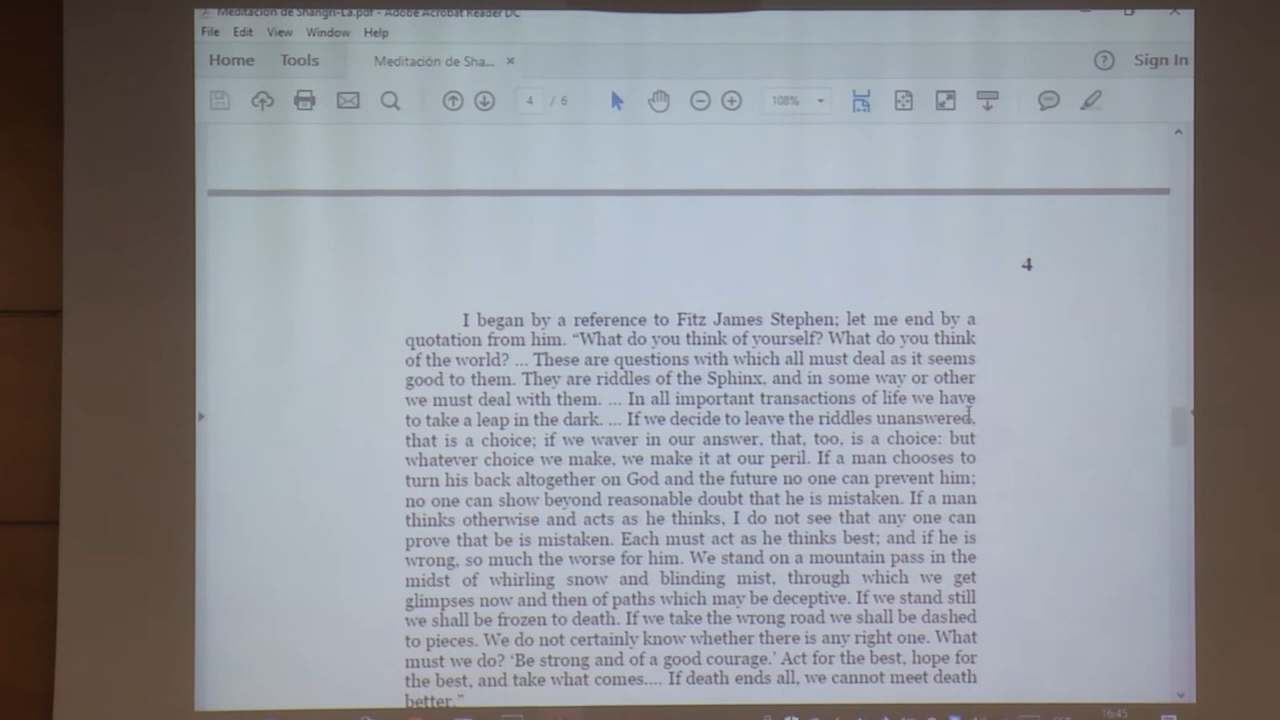 Meditación de Shangri-La.pdf - Adobe Acrobat Reader DC
File Edit View Window Help
Home Tools Meditación de Sha... × ? Sign In
4 / 6 108%
4
I began by a reference to Fitz James Stephen; let me end by a
quotation from him. “What do you think of yourself? What do you think
of the world? ... These are questions with which all must deal as it seems
good to them. They are riddles of the Sphinx, and in some way or other
we must deal with them. ... In all important transactions of life we have
to take a leap in the dark. ... If we decide to leave the riddles unanswered,
that is a choice; if we waver in our answer, that, too, is a choice: but
whatever choice we make, we make it at our peril. If a man chooses to
turn his back altogether on God and the future no one can prevent him;
no one can show beyond reasonable doubt that he is mistaken. If a man
thinks otherwise and acts as he thinks, I do not see that any one can
prove that be is mistaken. Each must act as he thinks best; and if he is
wrong, so much the worse for him. We stand on a mountain pass in the
midst of whirling snow and blinding mist, through which we get
glimpses now and then of paths which may be deceptive. If we stand still
we shall be frozen to death. If we take the wrong road we shall be dashed
to pieces. We do not certainly know whether there is any right one. What
must we do? ‘Be strong and of a good courage.’ Act for the best, hope for
the best, and take what comes.... If death ends all, we cannot meet death
better.”
16:45